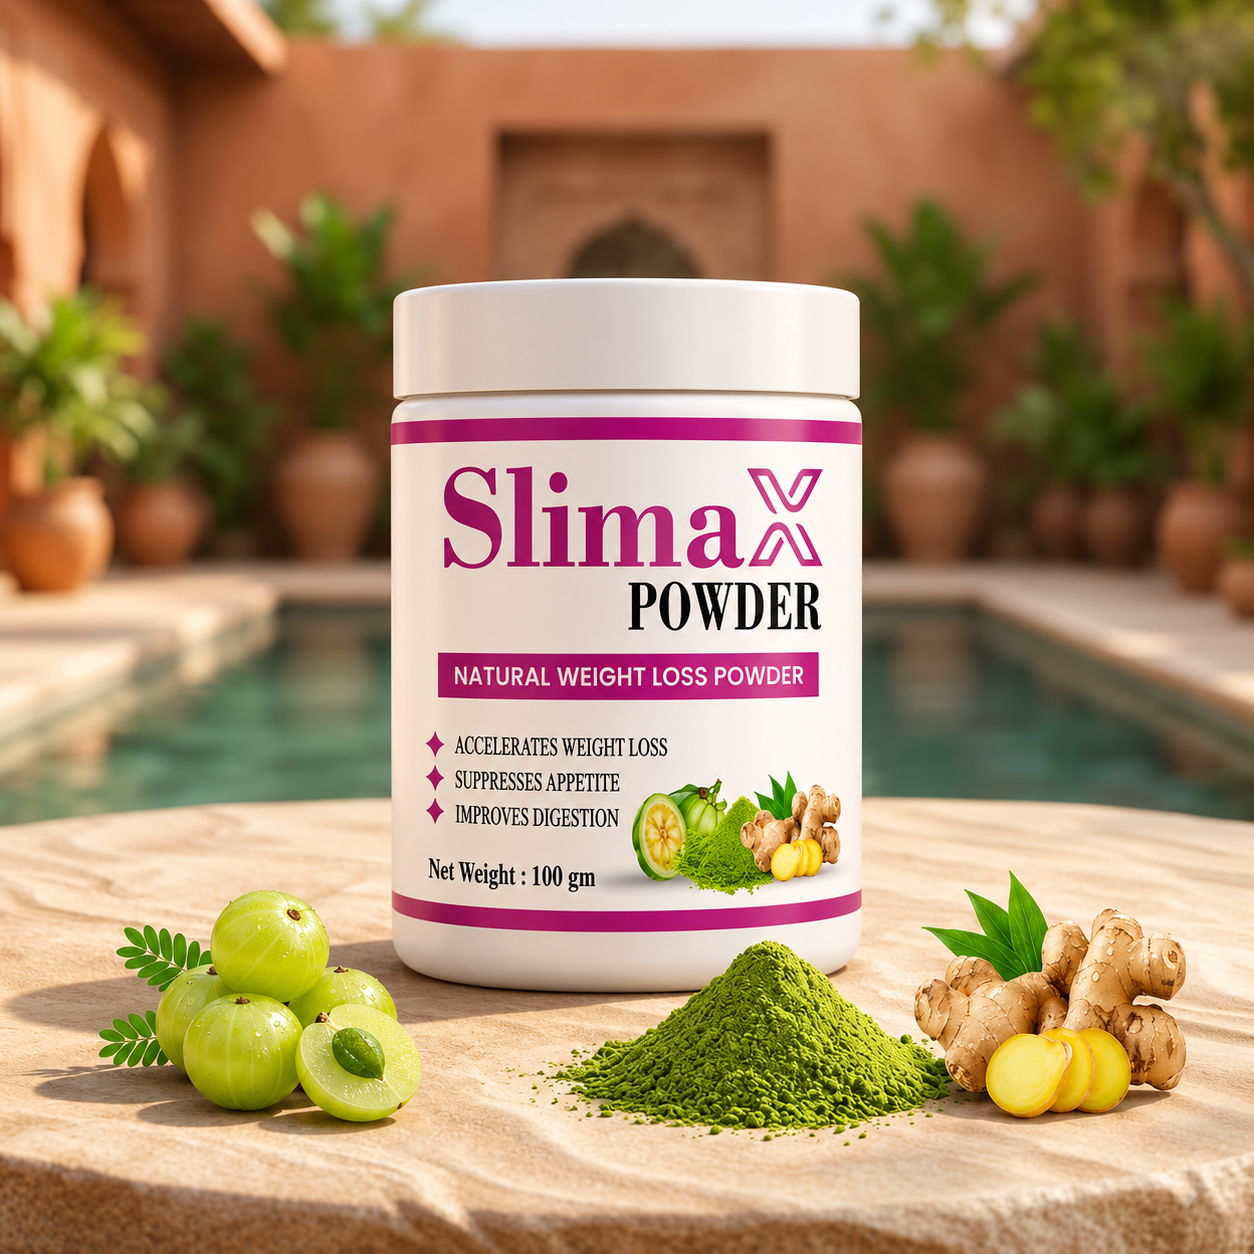 SlimaX
POWDER
NATURAL WEIGHT LOSS POWDER
ACCELERATES WEIGHT LOSS
SUPPRESSES APPETITE
IMPROVES DIGESTION
Net Weight : 100 gm